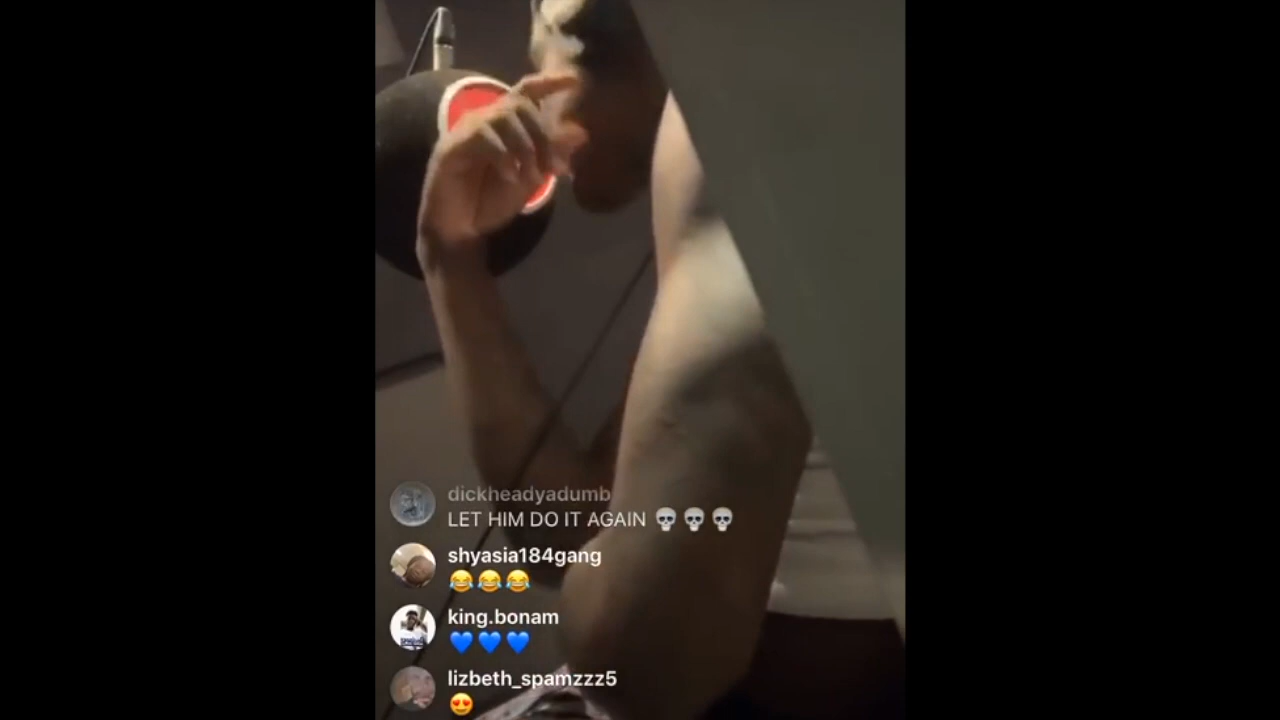 dickheadyadumb
LET HIM DO IT AGAIN 💀💀💀
shyasia184gang
😂😂😂
king.bonam
💙💙💙
lizbeth_spamzzz5
😍